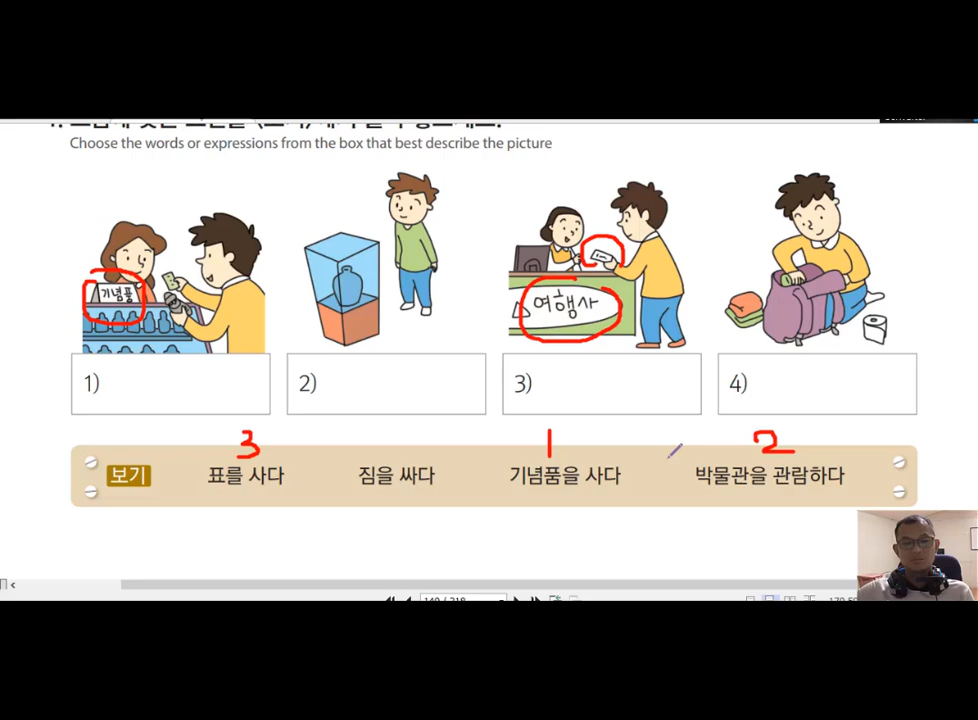 Choose the words or expressions from the box that best describe the picture
기념품
여행사
1) 2) 3) 4)
3 1 2
보기 표를 사다 짐을 싸다 기념품을 사다 박물관을 관람하다